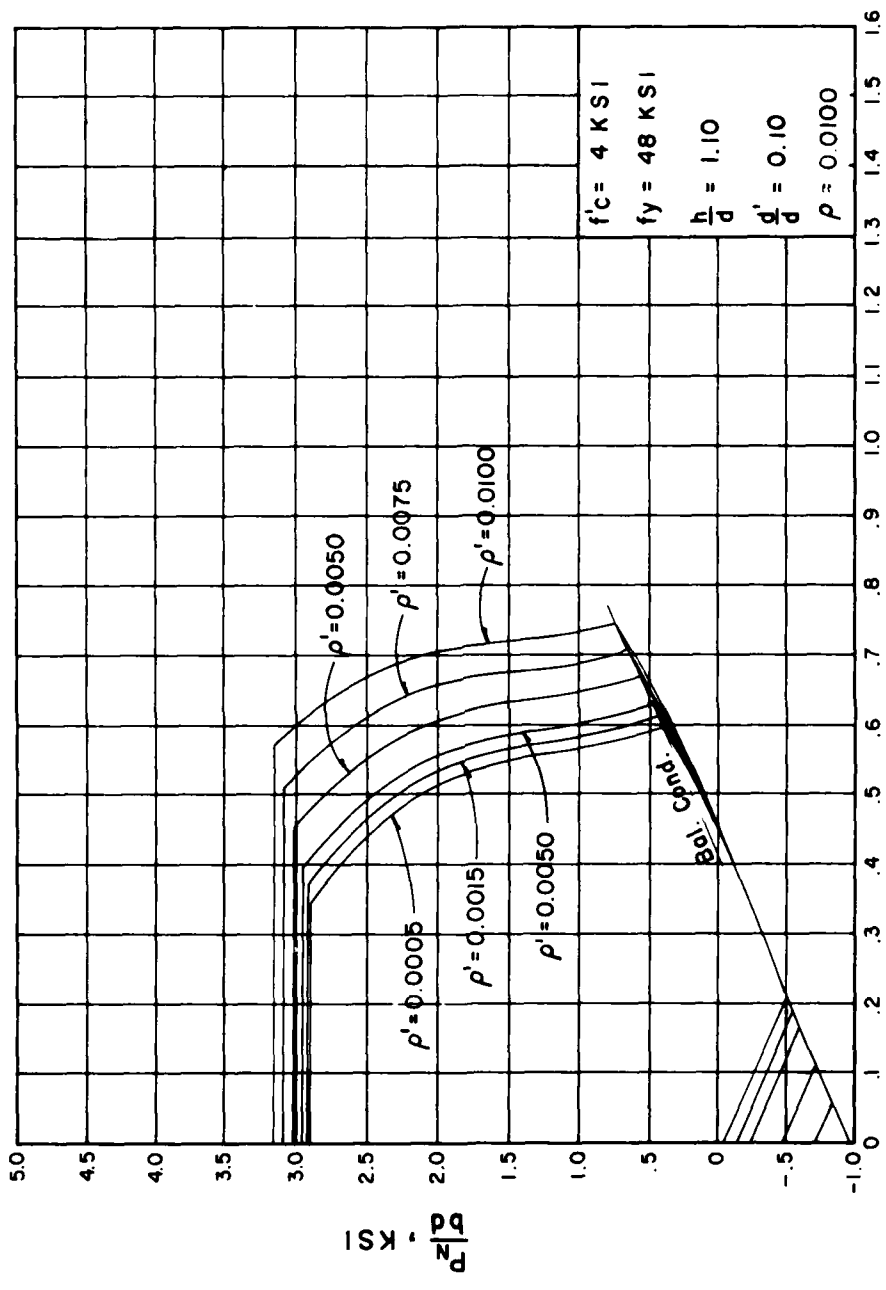 5.0
4.5
4.0
3.5
3.0
2.5
2.0
1.5
1.0
.5
0
-.5
-1.0
P_N
bd , KSI
0 .1 .2 .3 .4 .5 .6 .7 .8 .9 1.0 1.1 1.2 1.3 1.4 1.5 1.6
ρ'=0.0050
ρ'=0.0075
ρ'=0.0100
ρ'=0.0005
ρ'=0.0015
ρ'=0.0050
Bal. Cond.
f'c = 4 KSI
fy = 48 KSI
h/d = 1.10
d'/d = 0.10
ρ = 0.0100